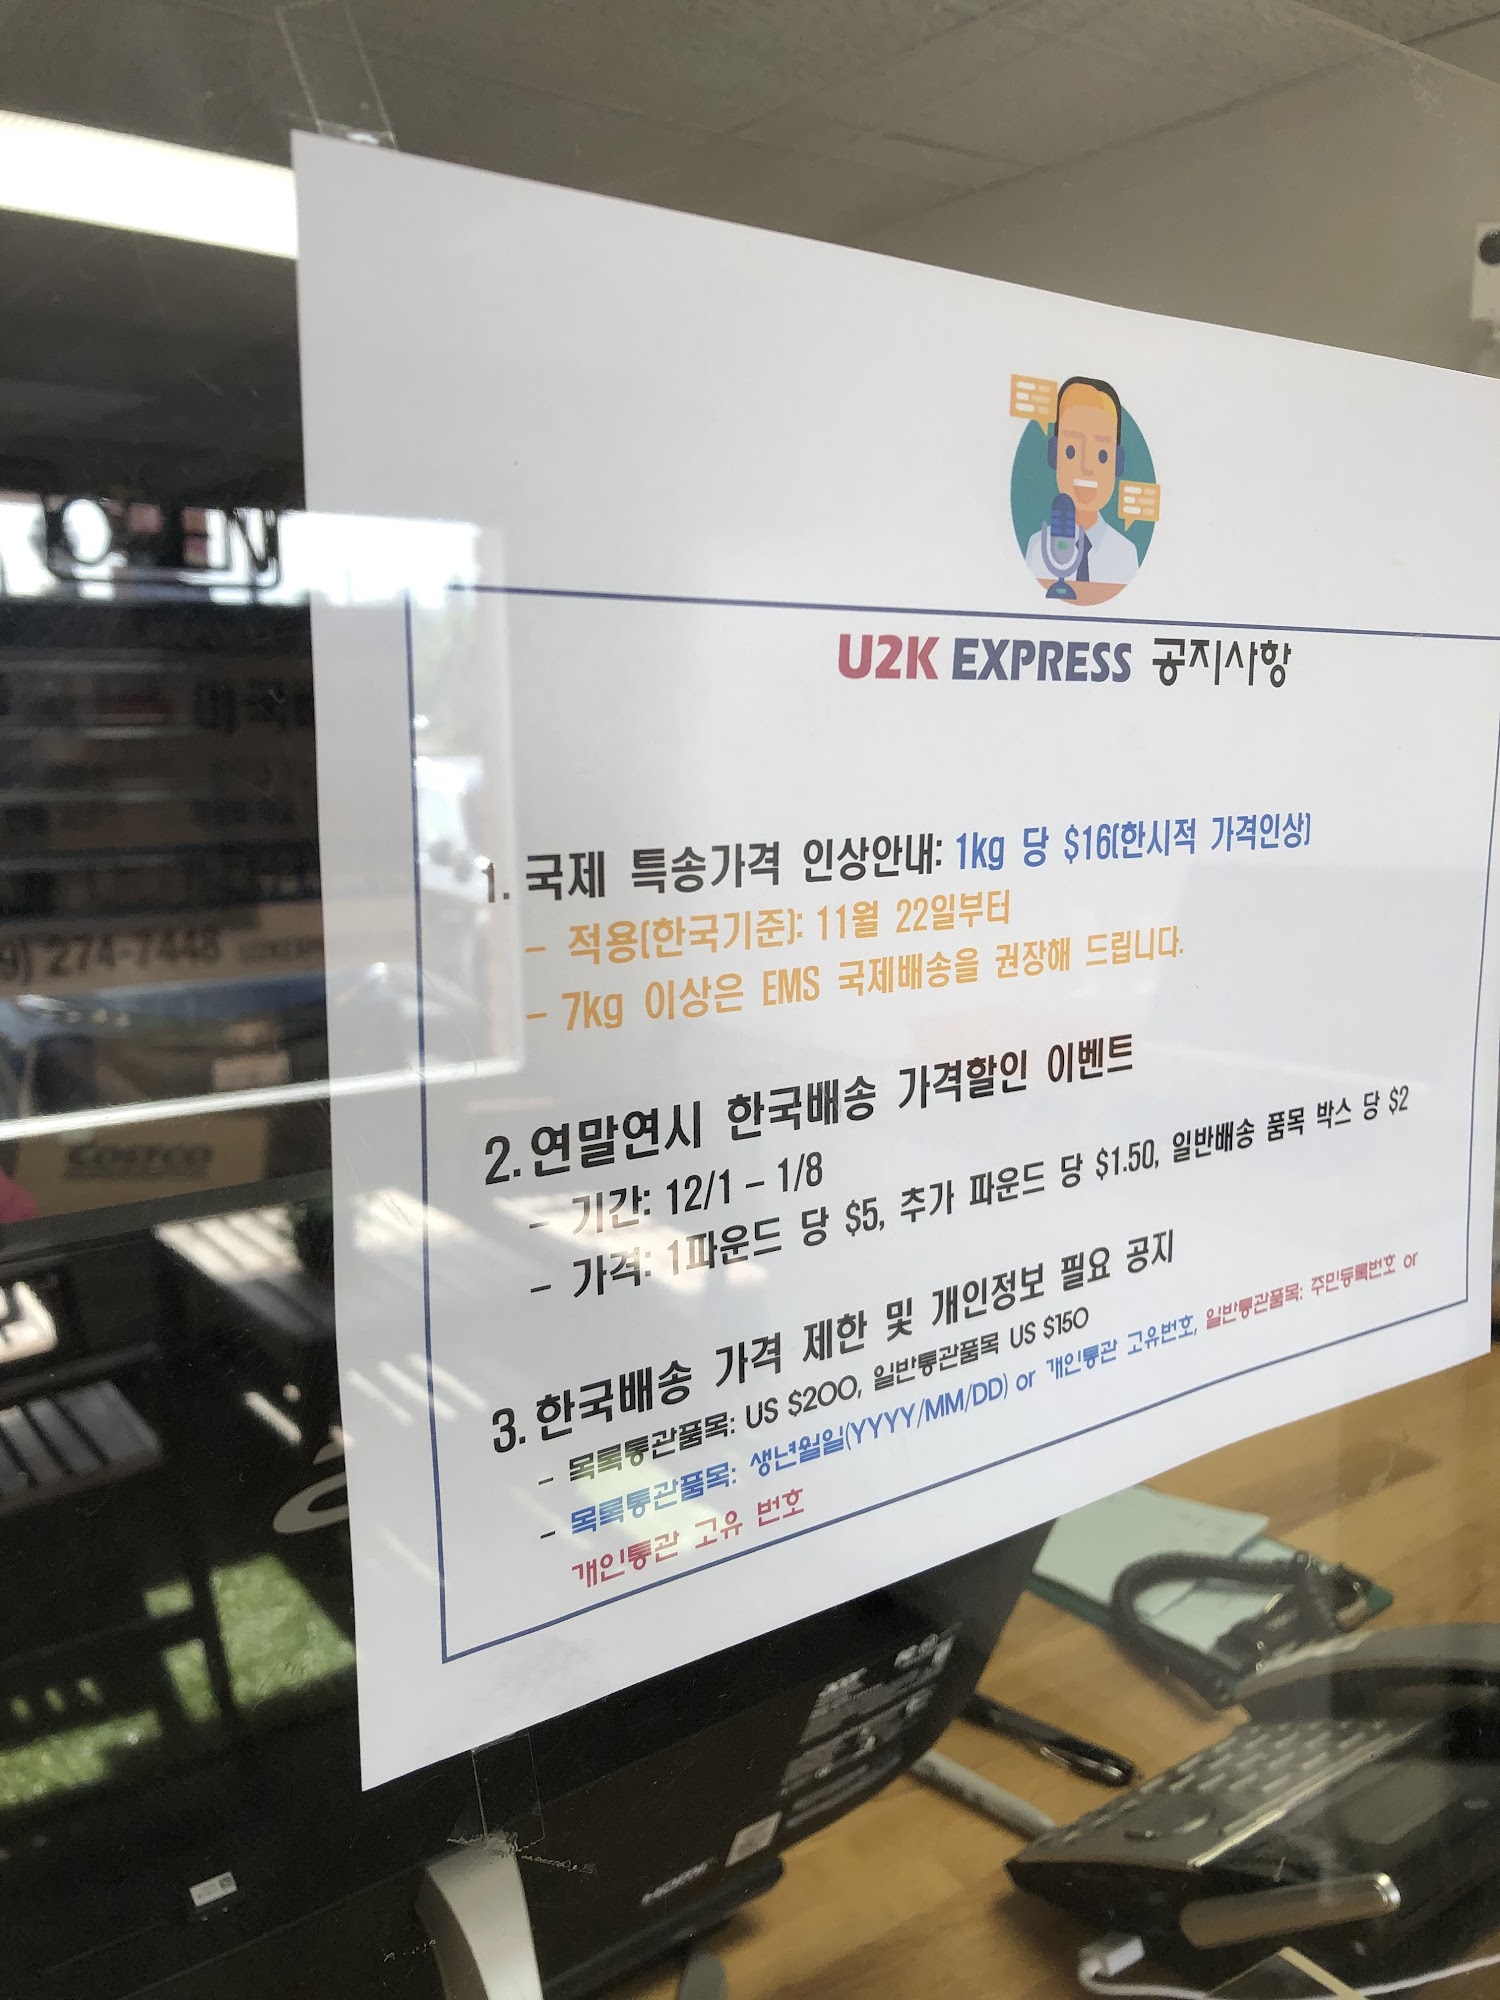 U2K EXPRESS 공지사항
1. 국제 특송가격 인상안내: 1kg 당 $16(한시적 가격인상)
- 적용(한국기준): 11월 22일부터
- 7kg 이상은 EMS 국제배송을 권장해 드립니다.
2. 연말연시 한국배송 가격할인 이벤트
- 기간: 12/1 – 1/8
- 가격: 1파운드 당 $5, 추가 파운드 당 $1.50, 일반배송 품목 박스 당 $2
3. 한국배송 가격 제한 및 개인정보 필요 공지
- 목록통관품목: US $200, 일반통관품목 US $150
- 목록통관품목: 생년월일(YYYY/MM/DD) or 개인통관 고유번호, 일반통관품목: 주민등록번호 or
개인통관 고유 번호
9) 274-7448
COSTCO